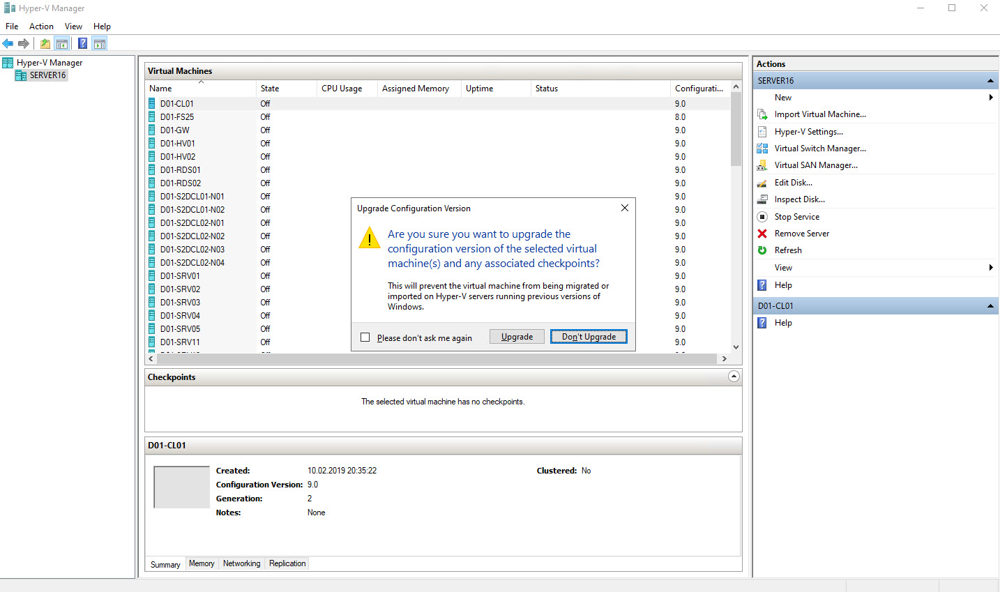 Hyper-V Manager
File Action View Help
Hyper-V Manager
SERVER16
Virtual Machines
Name State CPU Usage Assigned Memory Uptime Status Configurati...
D01-CL01 Off 9.0
D01-FS25 Off 8.0
D01-GW Off 9.0
D01-HV01 Off 9.0
D01-HV02 Off 9.0
D01-RDS01 Off 9.0
D01-RDS02 Off 9.0
D01-S2DCL01-N01 Off 9.0
D01-S2DCL01-N02 Off 9.0
D01-S2DCL02-N01 Off 9.0
D01-S2DCL02-N02 Off 9.0
D01-S2DCL02-N03 Off 9.0
D01-S2DCL02-N04 Off 9.0
D01-SRV01 Off 9.0
D01-SRV02 Off 9.0
D01-SRV03 Off 9.0
D01-SRV04 Off 9.0
D01-SRV05 Off 9.0
D01-SRV11 Off 9.0
Upgrade Configuration Version
Are you sure you want to upgrade the
configuration version of the selected virtual
machine(s) and any associated checkpoints?
This will prevent the virtual machine from being migrated or
imported on Hyper-V servers running previous versions of
Windows.
Please don't ask me again Upgrade Don't Upgrade
Checkpoints
The selected virtual machine has no checkpoints.
D01-CL01
Created: 10.02.2019 20:35:22 Clustered: No
Configuration Version: 9.0
Generation: 2
Notes: None
Summary Memory Networking Replication
Actions
SERVER16
New
Import Virtual Machine...
Hyper-V Settings...
Virtual Switch Manager...
Virtual SAN Manager...
Edit Disk...
Inspect Disk...
Stop Service
Remove Server
Refresh
View
Help
D01-CL01
Help